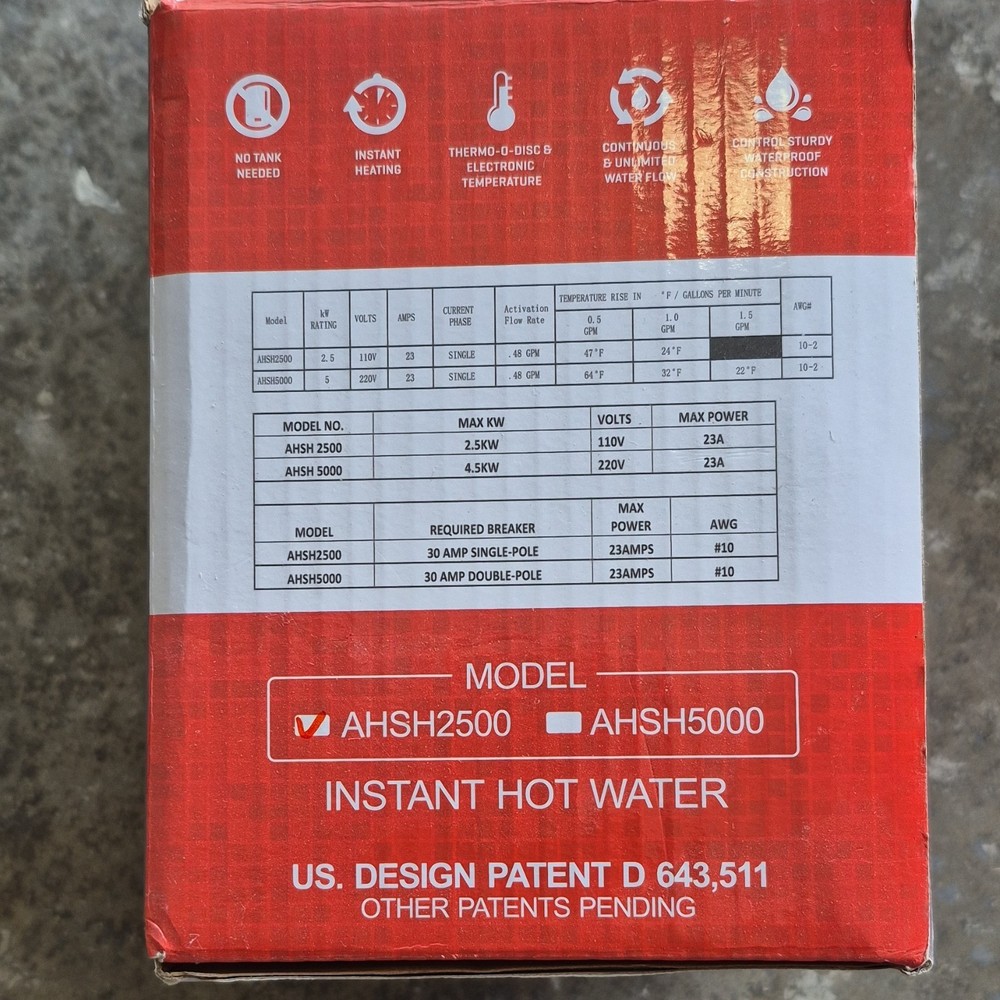 NO TANK
NEEDED
INSTANT
HEATING
THERMO-O-DISC &
ELECTRONIC
TEMPERATURE
CONTINUOUS
& UNLIMITED
WATER FLOW
CONTROL STURDY
WATERPROOF
CONSTRUCTION
Model kW RATING VOLTS AMPS CURRENT PHASE Activation Flow Rate TEMPERATURE RISE IN °F / GALLONS PER MINUTE AWG#
0.5 GPM 1.0 GPM 1.5 GPM
AHSH2500 2.5 110V 23 SINGLE .48 GPM 47°F 24°F 10-2
AHSH5000 5 220V 23 SINGLE .48 GPM 64°F 32°F 22°F 10-2
MODEL NO. MAX KW VOLTS MAX POWER
AHSH 2500 2.5KW 110V 23A
AHSH 5000 4.5KW 220V 23A
MODEL REQUIRED BREAKER MAX POWER AWG
AHSH2500 30 AMP SINGLE-POLE 23AMPS #10
AHSH5000 30 AMP DOUBLE-POLE 23AMPS #10
MODEL
AHSH2500 AHSH5000
INSTANT HOT WATER
US. DESIGN PATENT D 643,511
OTHER PATENTS PENDING